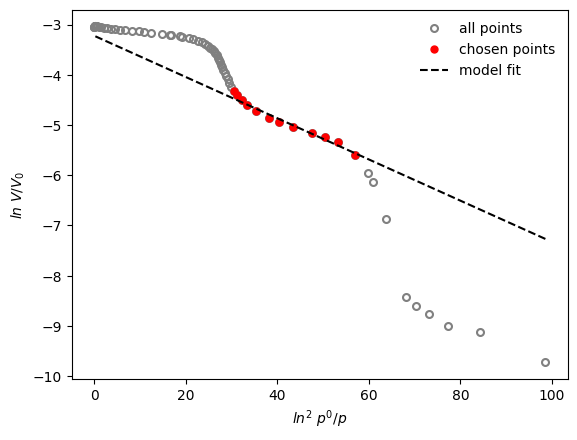 −3
−4
−5
−6
−7
−8
−9
−10
ln V/V₀
all points
chosen points
model fit
0 20 40 60 80 100
ln² p⁰/p